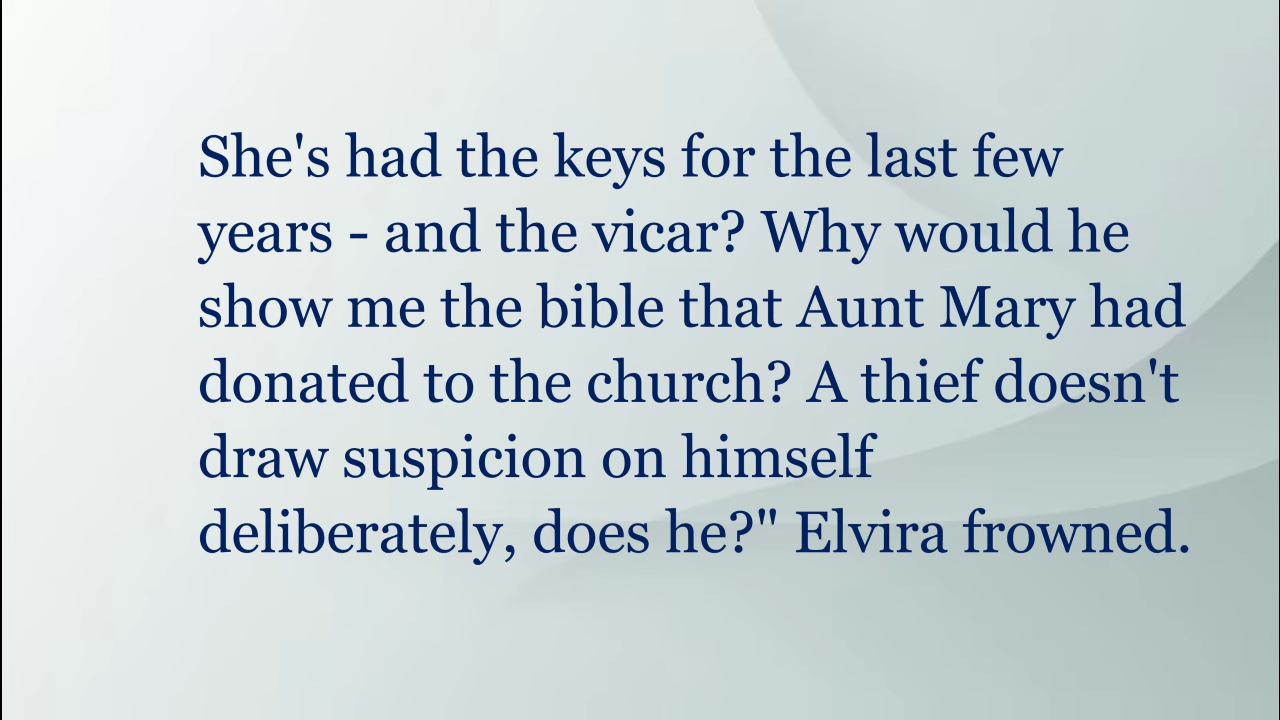 She's had the keys for the last few
years - and the vicar? Why would he
show me the bible that Aunt Mary had
donated to the church? A thief doesn't
draw suspicion on himself
deliberately, does he?" Elvira frowned.